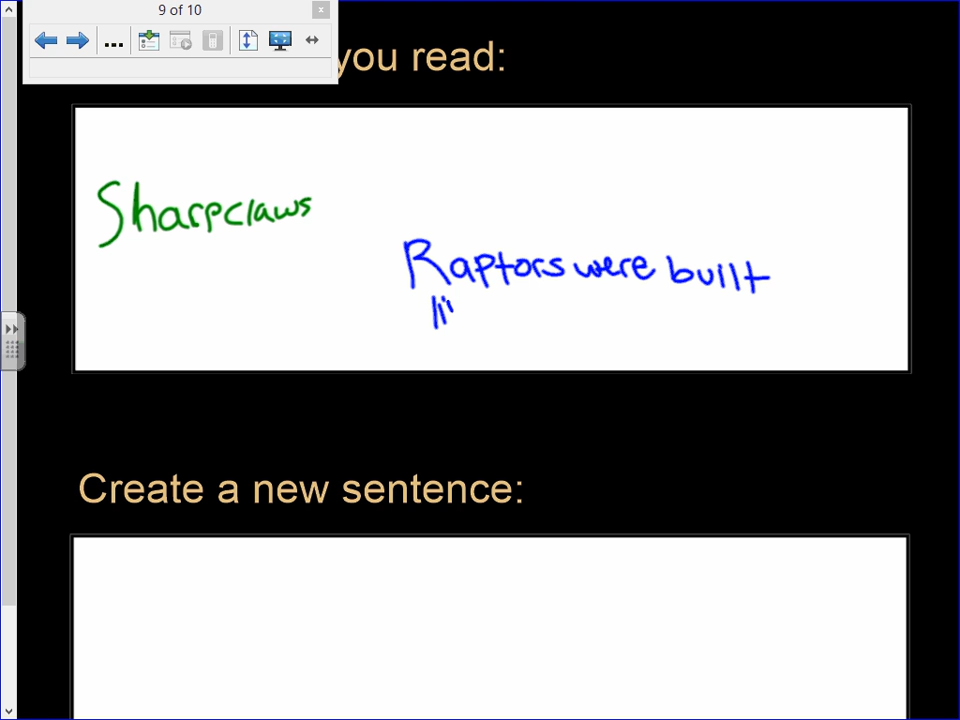 9 of 10
you read:
Sharpclaws
Raptors were built
Create a new sentence: